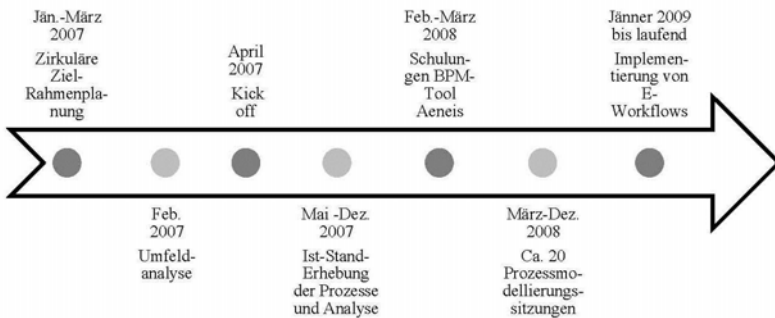 Jän.-März
2007
Zirkuläre
Ziel-
Rahmenpla-
nung
Feb.
2007
Umfeld-
analyse
April
2007
Kick
off
Mai -Dez.
2007
Ist-Stand-
Erhebung
der Prozesse
und Analyse
Feb.-März
2008
Schulun-
gen BPM-
Tool
Aeneis
März-Dez.
2008
Ca. 20
Prozessmo-
dellierungs-
sitzungen
Jänner 2009
bis laufend
Implemen-
tierung von
E-
Workflows